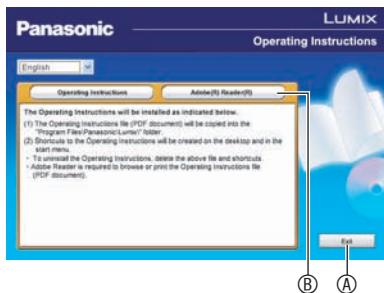 Panasonic
LUMIX
Operating Instructions
English
Operating Instructions
Adobe(R) Reader(R)
The Operating Instructions will be installed as indicated below.
(1) The Operating Instructions file (PDF document) will be copied into the
"Program Files\Panasonic\Lumix\" folder.
(2) Shortcuts to the Operating Instructions will be created on the desktop and in the
start menu.
・ To uninstall the Operating Instructions, delete the above file and shortcuts.
・ Adobe Reader is required to browse or print the Operating Instructions file
(PDF document).
Exit
Ⓑ Ⓐ